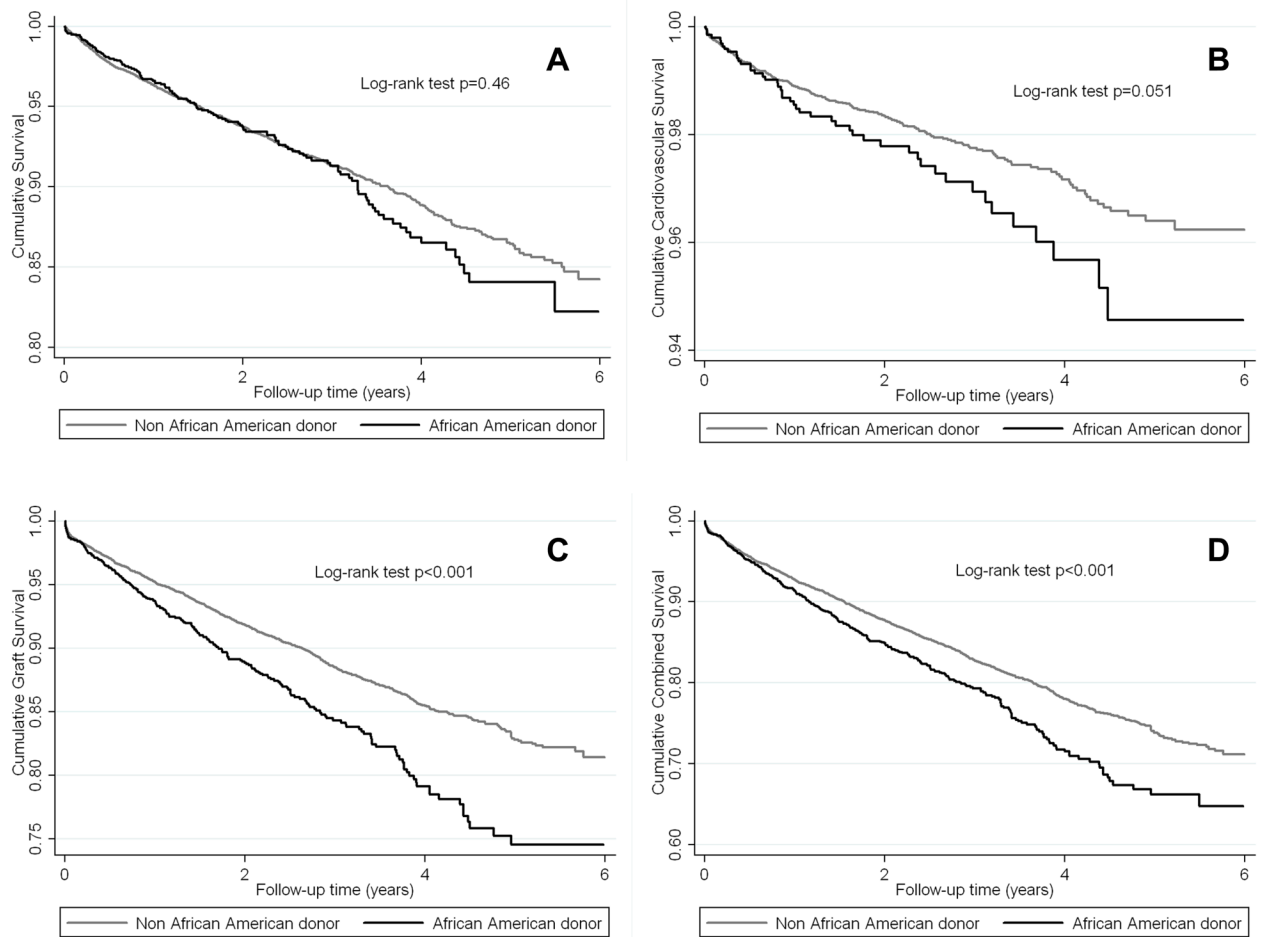 A
Log-rank test p=0.46
Cumulative Survival
1.00
0.95
0.90
0.85
0.80
0 2 4 6
Follow-up time (years)
Non African American donor African American donor
B
Log-rank test p=0.051
Cumulative Cardiovascular Survival
1.00
0.98
0.96
0.94
0 2 4 6
Follow-up time (years)
Non African American donor African American donor
C
Log-rank test p<0.001
Cumulative Graft Survival
1.00
0.95
0.90
0.85
0.80
0.75
0 2 4 6
Follow-up time (years)
Non African American donor African American donor
D
Log-rank test p<0.001
Cumulative Combined Survival
1.00
0.90
0.80
0.70
0.60
0 2 4 6
Follow-up time (years)
Non African American donor African American donor